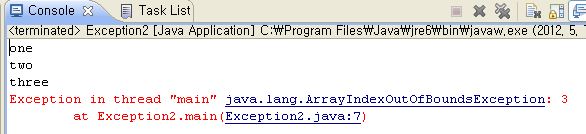 Console Task List
<terminated> Exception2 [Java Application] C:₩Program Files₩Java₩jre6₩bin₩javaw.exe (2012. 5.
one
two
three
Exception in thread "main" java.lang.ArrayIndexOutOfBoundsException: 3
at Exception2.main(Exception2.java:7)